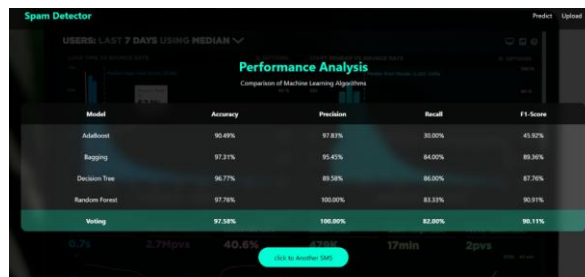 Spam Detector Predict Upload
USERS: LAST 7 DAYS USING MEDIAN
Performance Analysis
Comparison of Machine Learning Algorithms
Model Accuracy Precision Recall F1-Score
AdaBoost 90.49% 97.83% 30.00% 45.92%
Bagging 97.31% 95.45% 84.00% 89.36%
Decision Tree 96.77% 89.58% 86.00% 87.76%
Random Forest 97.76% 100.00% 83.33% 90.91%
Voting 97.58% 100.00% 82.00% 90.11%
0.7s 2.7Mpvs 40.6% 479K 17min 2pvs
click to Another SMS